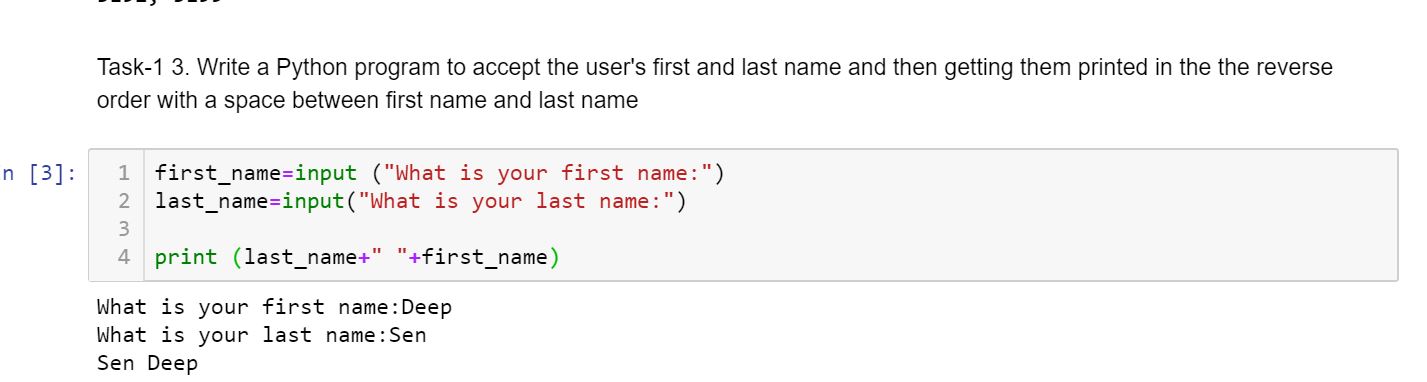 Task-1 3. Write a Python program to accept the user's first and last name and then getting them printed in the the reverse
order with a space between first name and last name
n [3]:
1 first_name=input ("What is your first name:")
2 last_name=input("What is your last name:")
3
4 print (last_name+" "+first_name)
What is your first name:Deep
What is your last name:Sen
Sen Deep